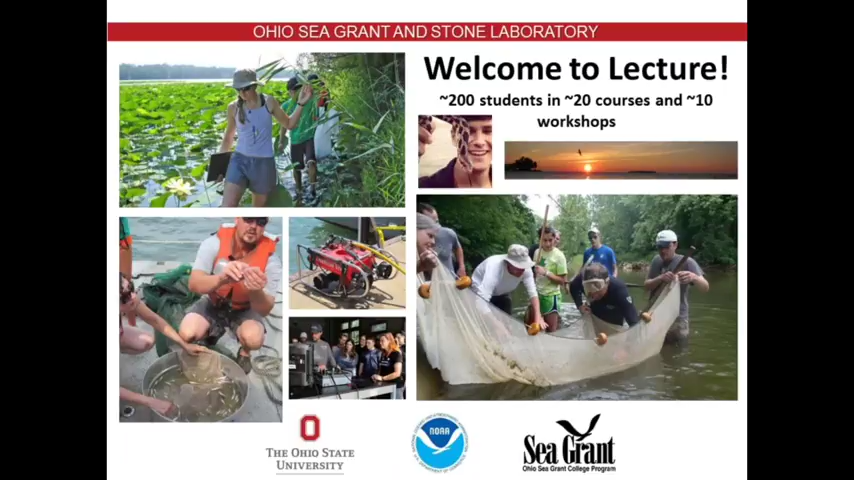 OHIO SEA GRANT AND STONE LABORATORY
Welcome to Lecture!
~200 students in ~20 courses and ~10
workshops
THE OHIO STATE
UNIVERSITY
NOAA
Sea Grant
Ohio Sea Grant College Program